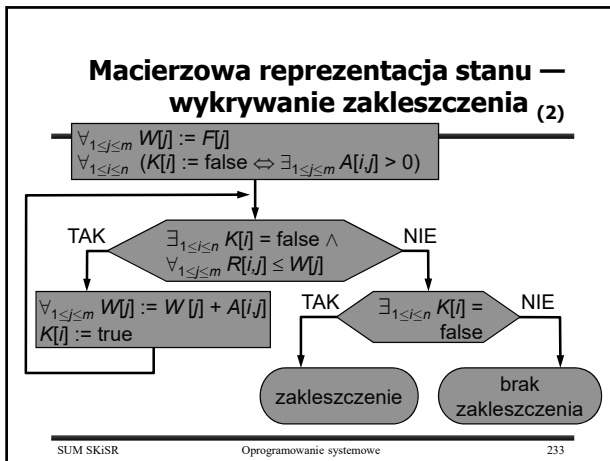 Macierzowa reprezentacja stanu —
wykrywanie zakleszczenia (2)
∀1≤j≤m W[j] := F[j]
∀1≤i≤n (K[i] := false ⇔ ∃1≤j≤m A[i,j] > 0)
TAK
∃1≤i≤n K[i] = false ∧
∀1≤j≤m R[i,j] ≤ W[j]
NIE
∀1≤j≤m W[j] := W [j] + A[i,j]
K[i] := true
TAK
∃1≤i≤n K[i] =
false
NIE
zakleszczenie
brak
zakleszczenia
SUM SKiSR Oprogramowanie systemowe 233